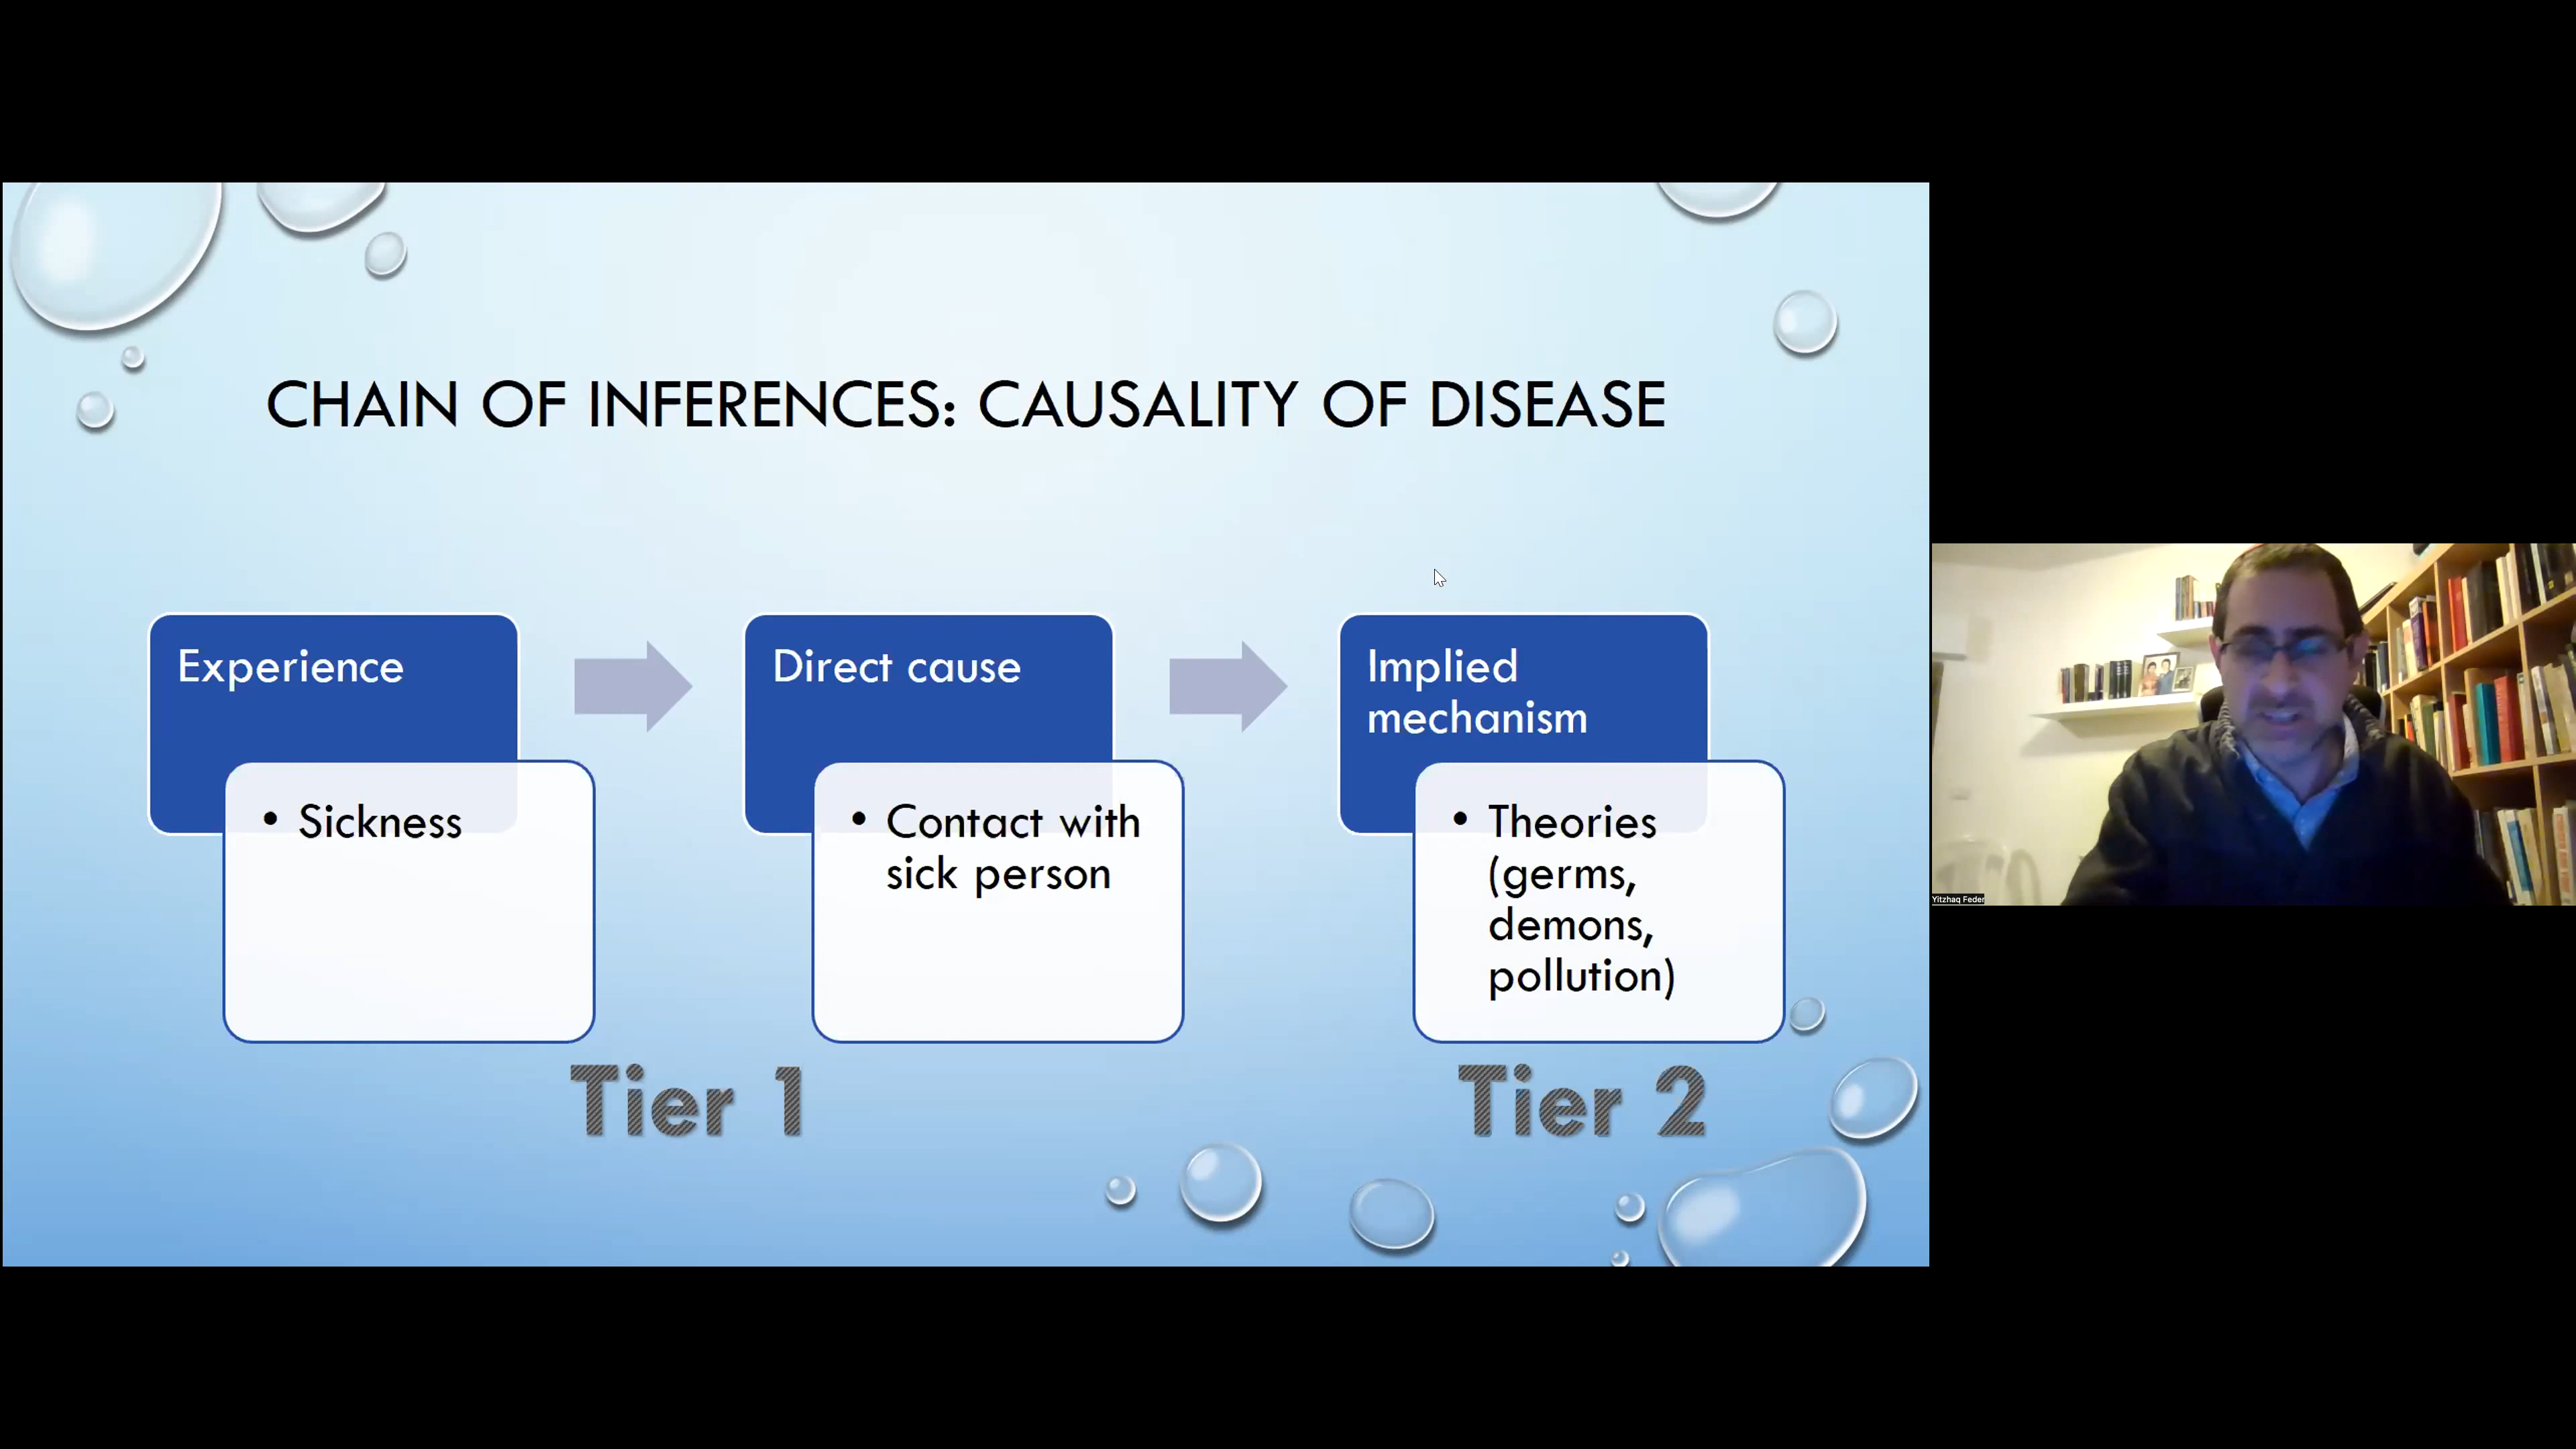 CHAIN OF INFERENCES: CAUSALITY OF DISEASE
Experience
• Sickness
Direct cause
• Contact with
sick person
Implied
mechanism
• Theories
(germs,
demons,
pollution)
Tier 1
Tier 2
Yitzhaq Feder